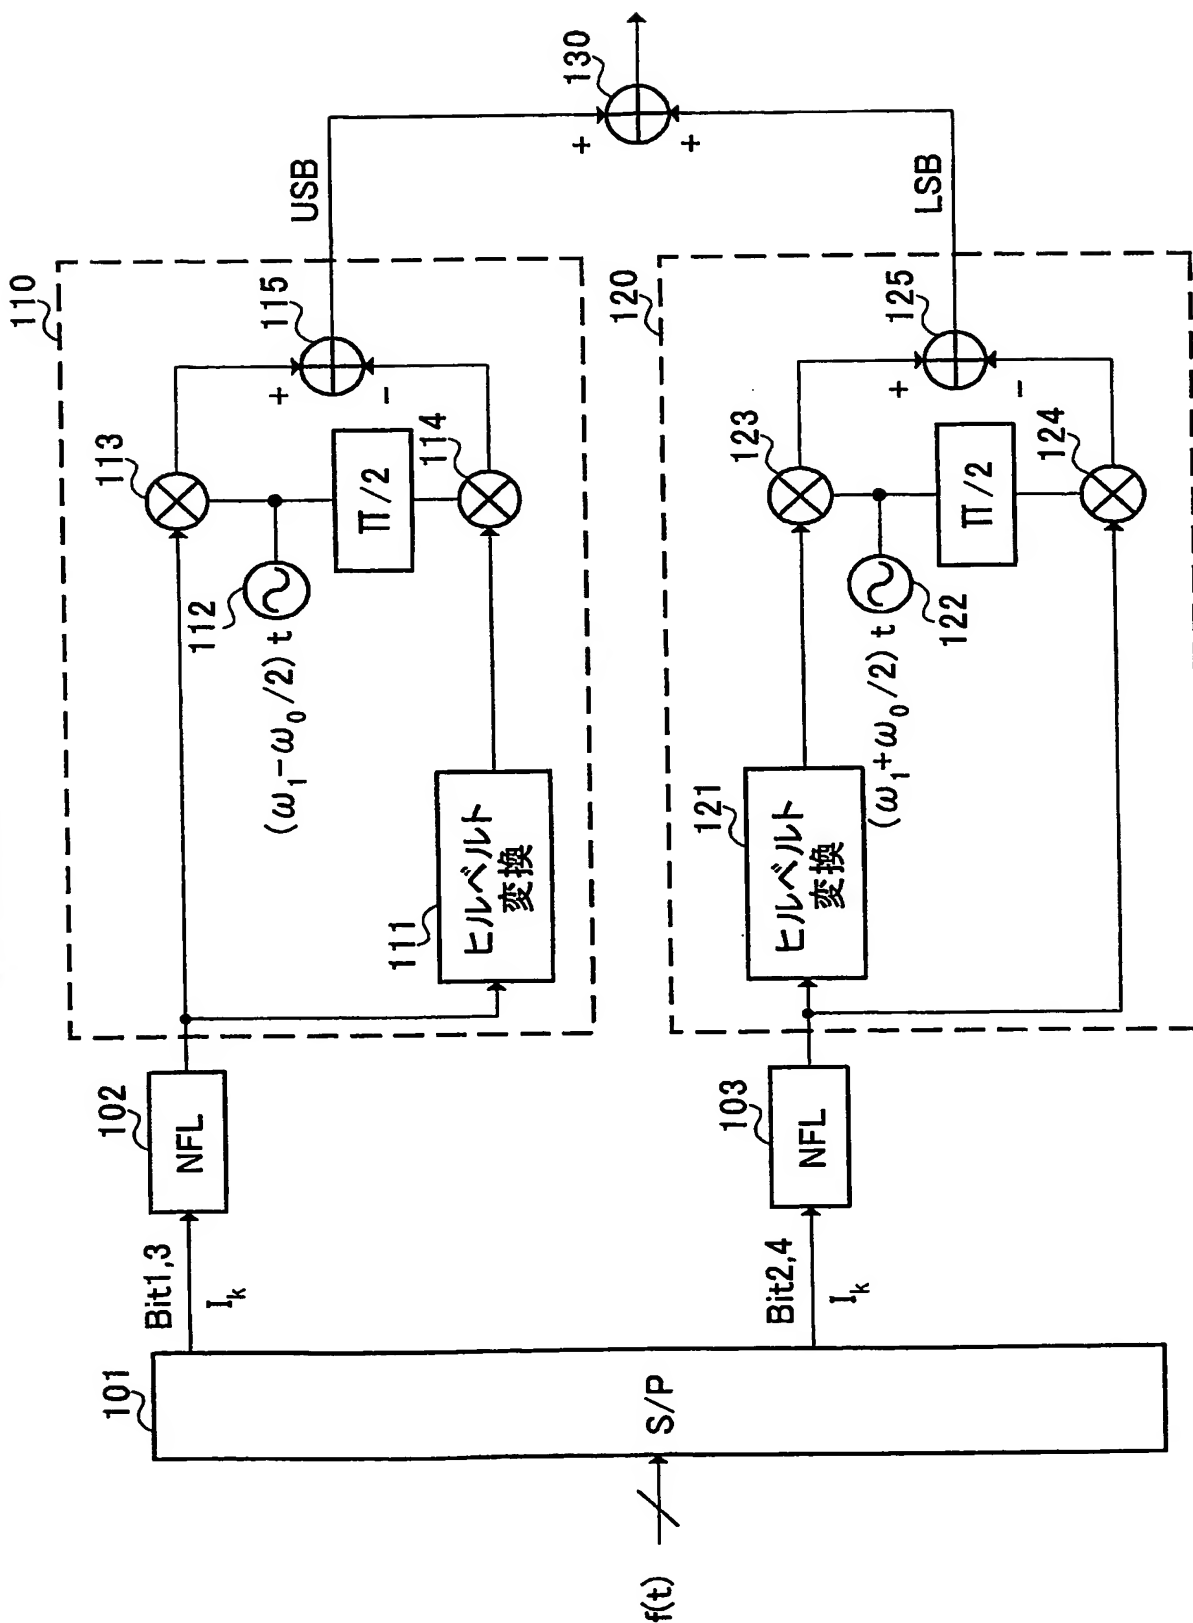 f(t)
101
S/P
Bit1,3
I_k
Bit2,4
I_k
102
NFL
103
NFL
110
111
ヒルベルト
変換
112
(ω₁−ω₀/2) t
Π/2
113
+
115
-
114
USB
120
121
ヒルベルト
変換
122
(ω₁+ω₀/2) t
Π/2
123
+
125
-
124
LSB
130
+
+